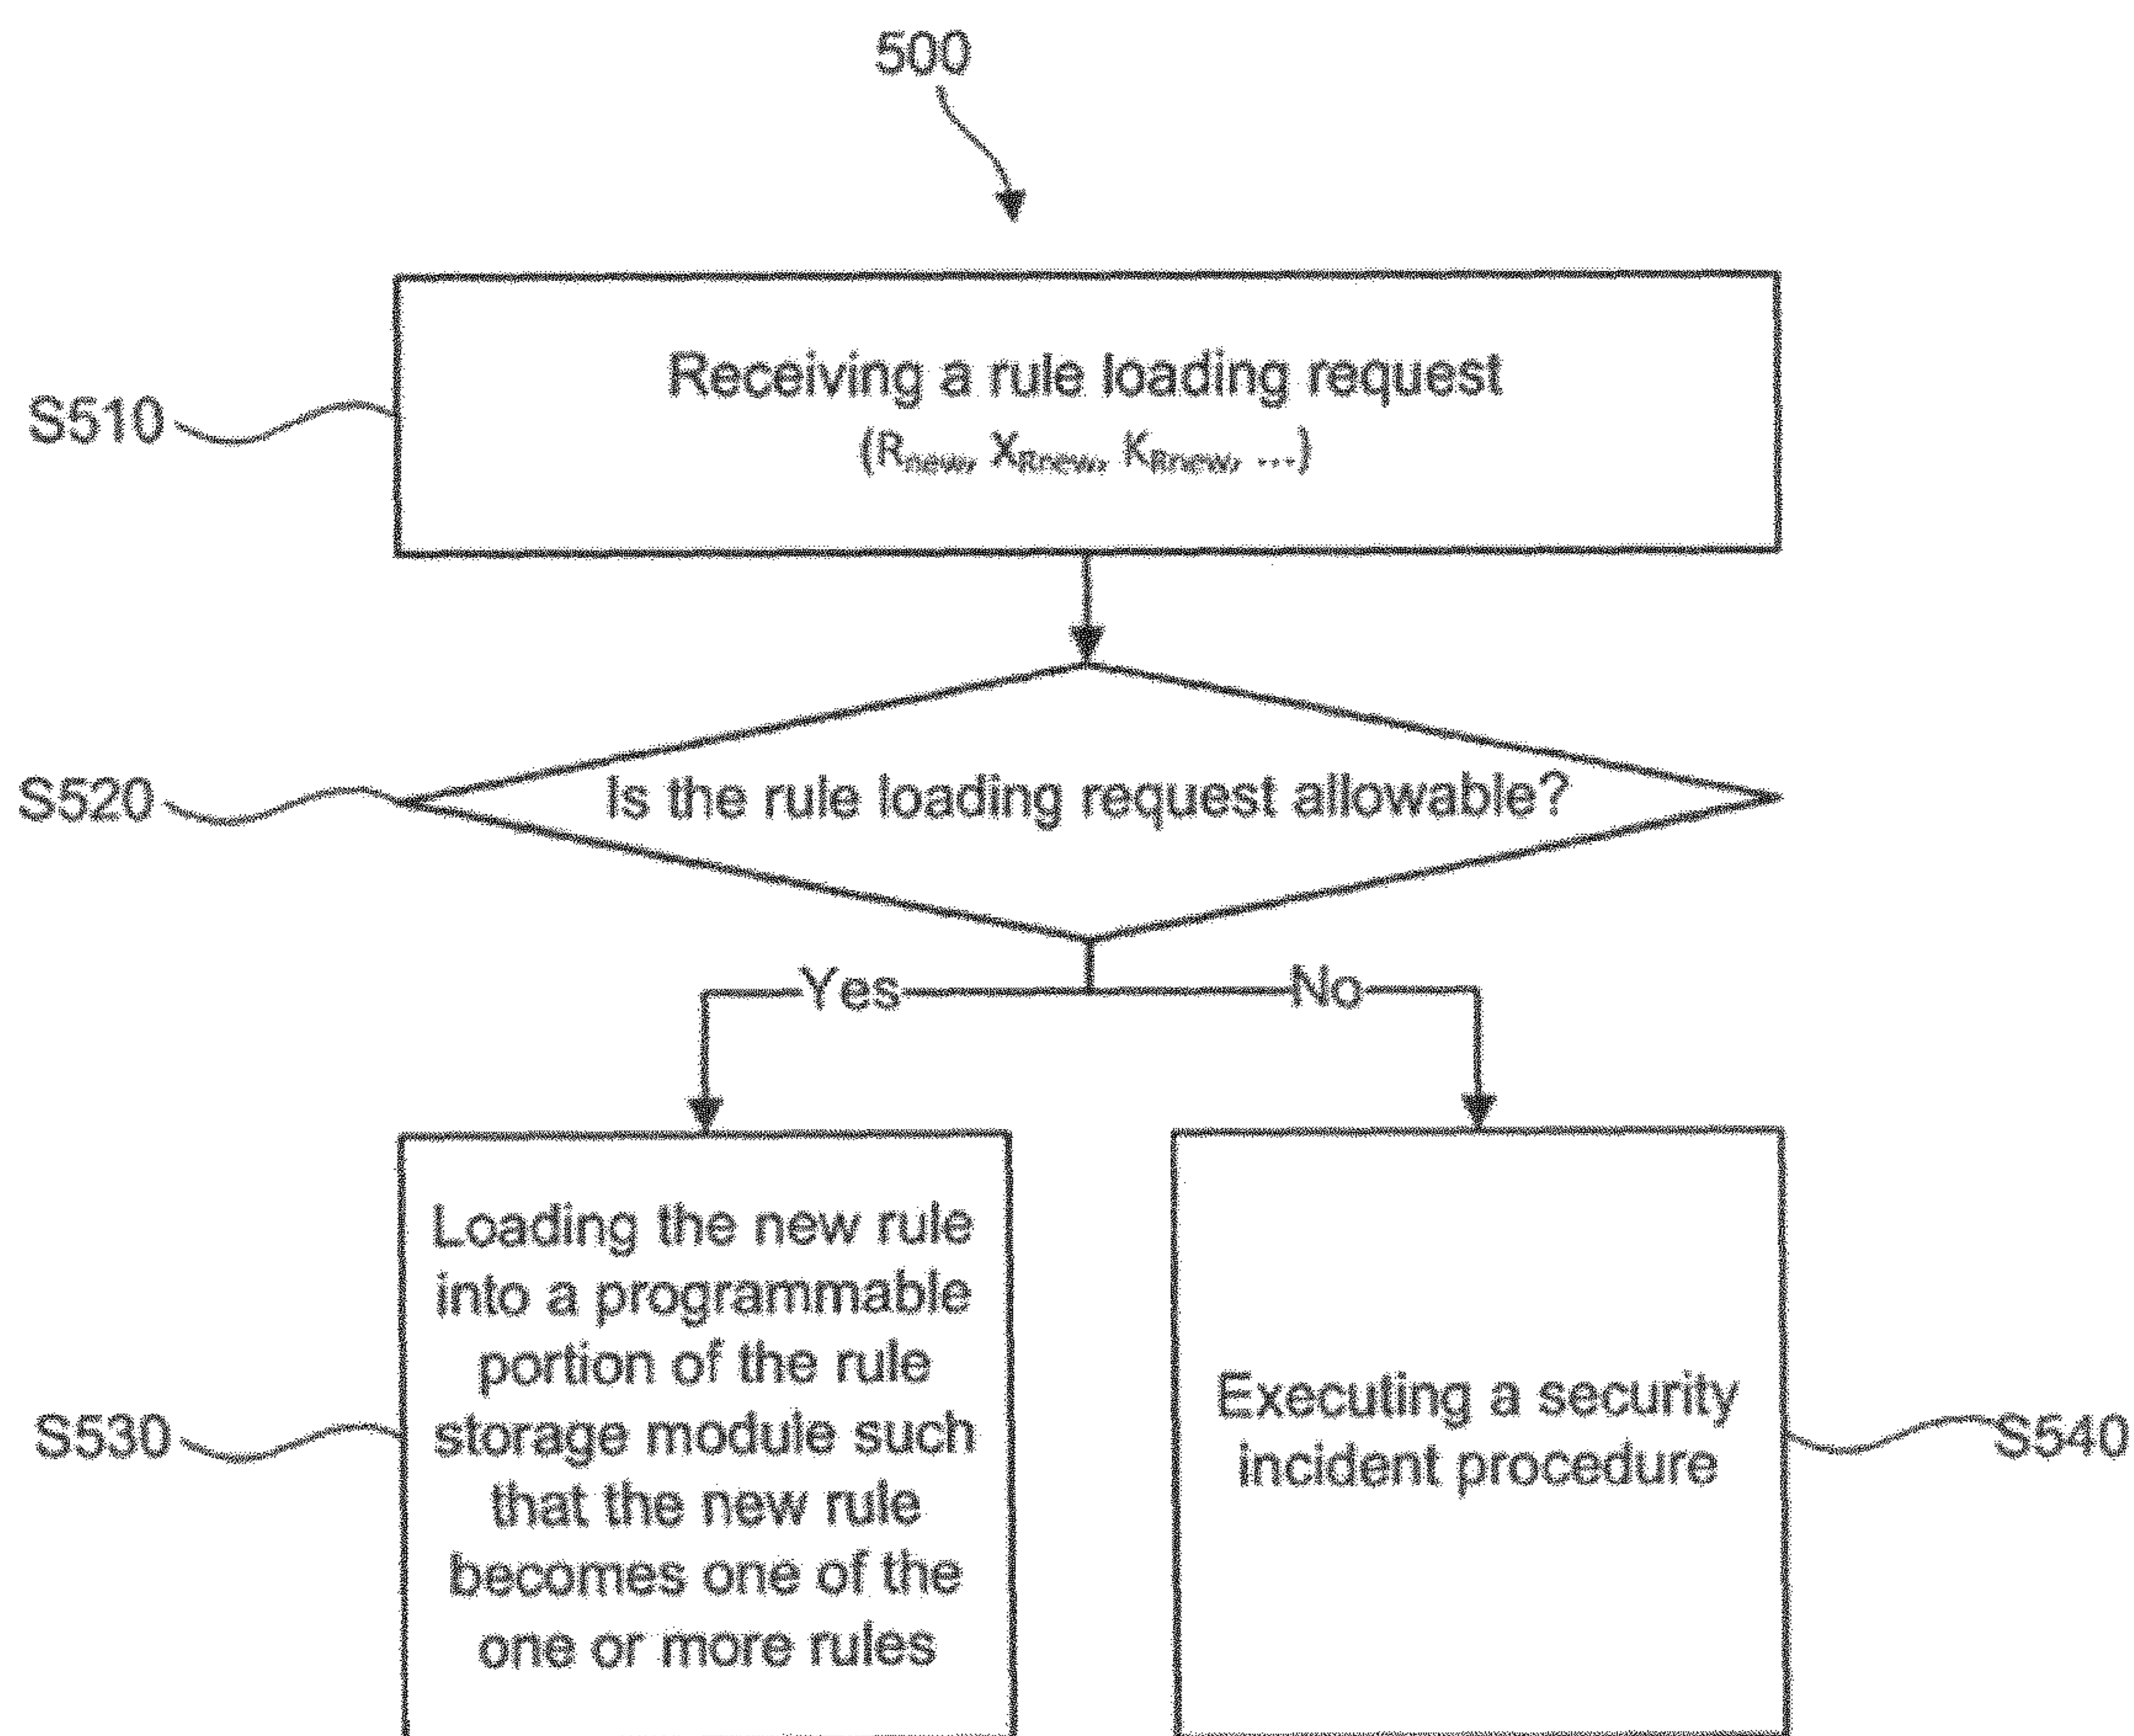 500
S510
Receiving a rule loading request
(Rnew, XRnew, KRnew, ...)
S520
Is the rule loading request allowable?
Yes
No
S530
Loading the new rule
into a programmable
portion of the rule
storage module such
that the new rule
becomes one of the
one or more rules
Executing a security
incident procedure
S540